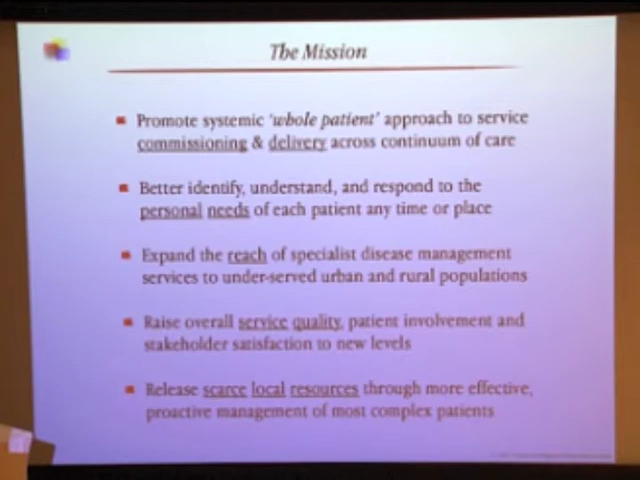 The Mission
Promote systemic 'whole patient' approach to service
commissioning & delivery across continuum of care
Better identify, understand, and respond to the
personal needs of each patient any time or place
Expand the reach of specialist disease management
services to under-served urban and rural populations
Raise overall service quality, patient involvement and
stakeholder satisfaction to new levels
Release scarce local resources through more effective,
proactive management of most complex patients